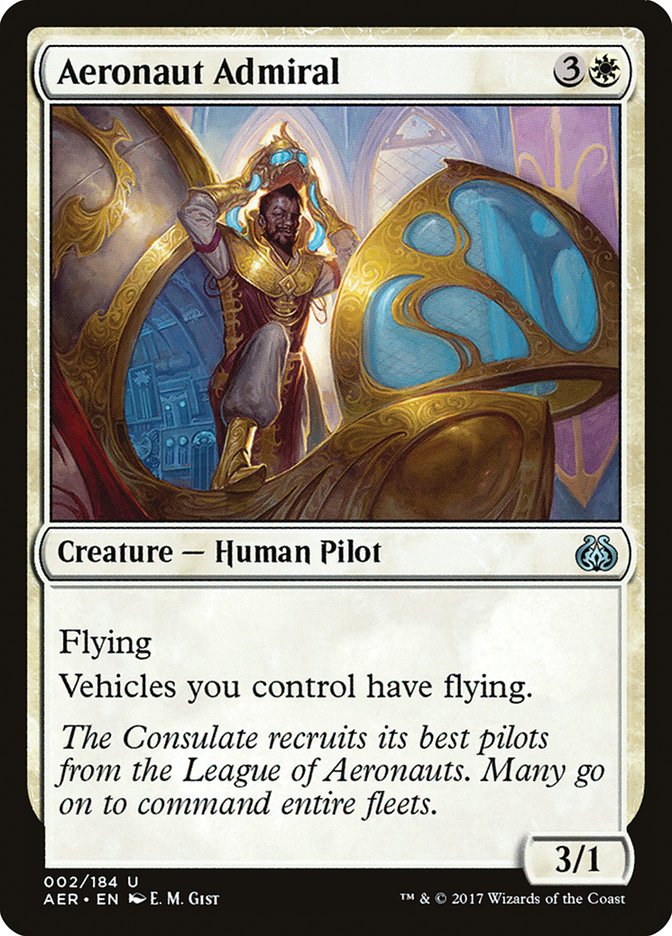 Aeronaut Admiral 3
Creature — Human Pilot
Flying
Vehicles you control have flying.
The Consulate recruits its best pilots
from the League of Aeronauts. Many go
on to command entire fleets.
3/1
002/184 U
AER • EN E. M. Gist
™ & © 2017 Wizards of the Coast